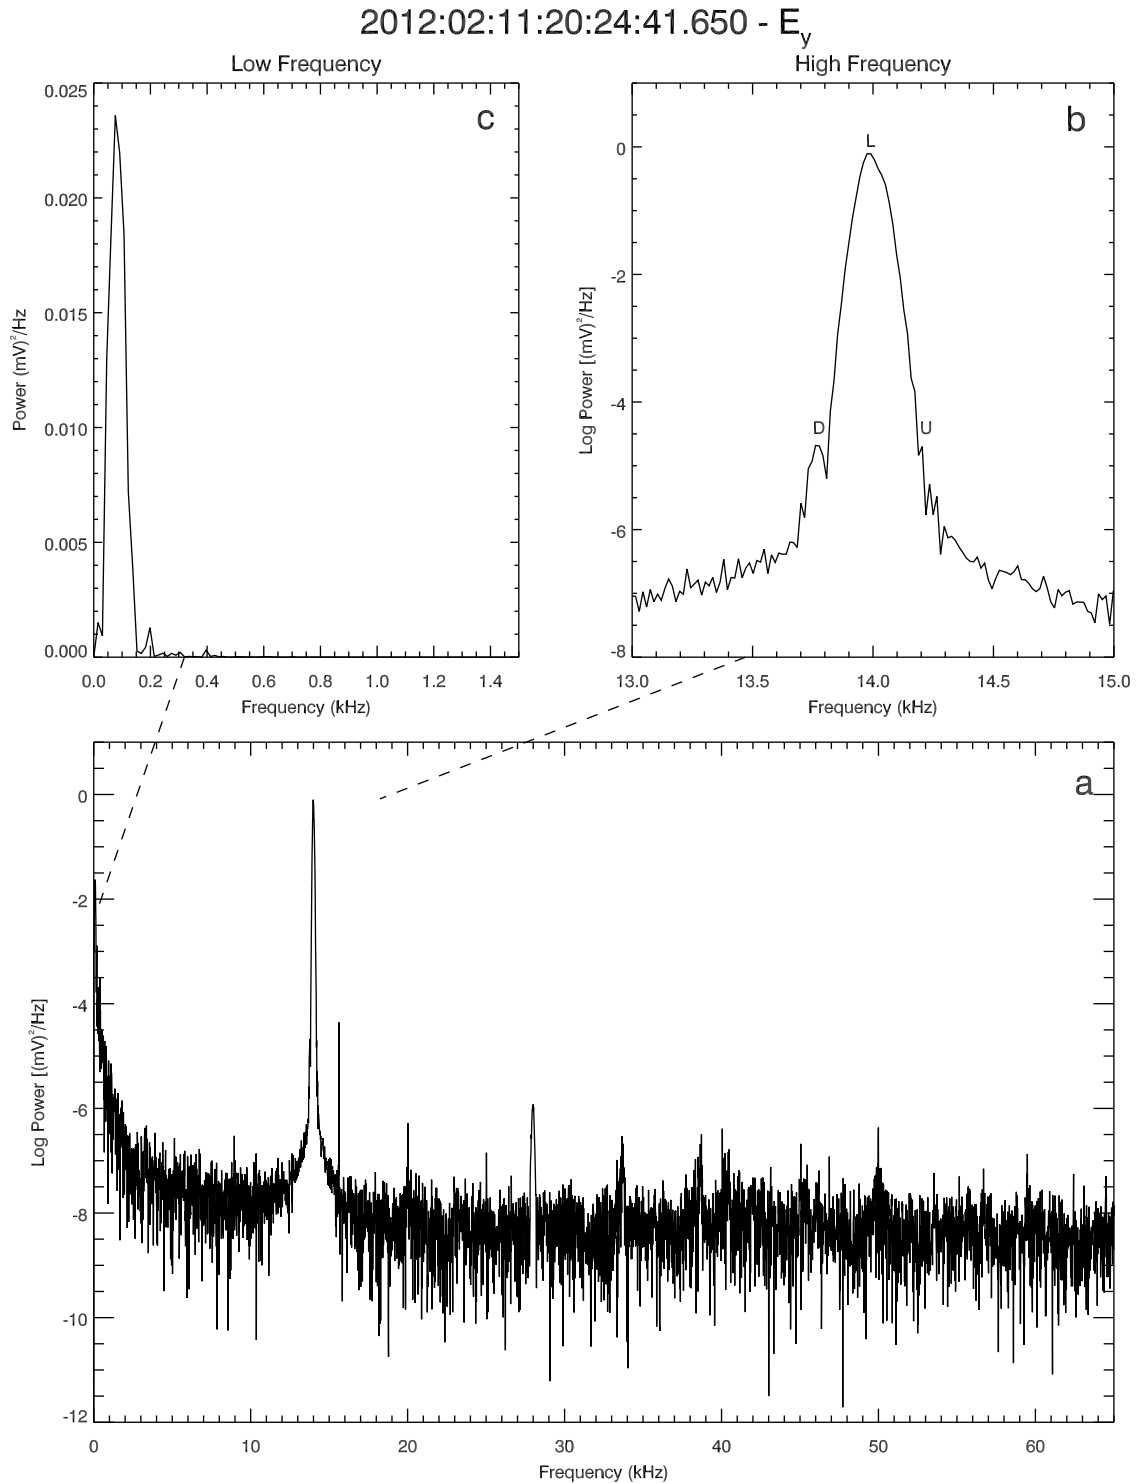 2012:02:11:20:24:41.650 - Ey
Low Frequency
c
0.025
0.020
0.015
0.010
0.005
0.000
Power (mV)²/Hz
0.0 0.2 0.4 0.6 0.8 1.0 1.2 1.4
Frequency (kHz)
High Frequency
b
L
D
U
0
-2
-4
-6
-8
Log Power [(mV)²/Hz]
13.0 13.5 14.0 14.5 15.0
Frequency (kHz)
a
0
-2
-4
-6
-8
-10
-12
Log Power [(mV)²/Hz]
0 10 20 30 40 50 60
Frequency (kHz)